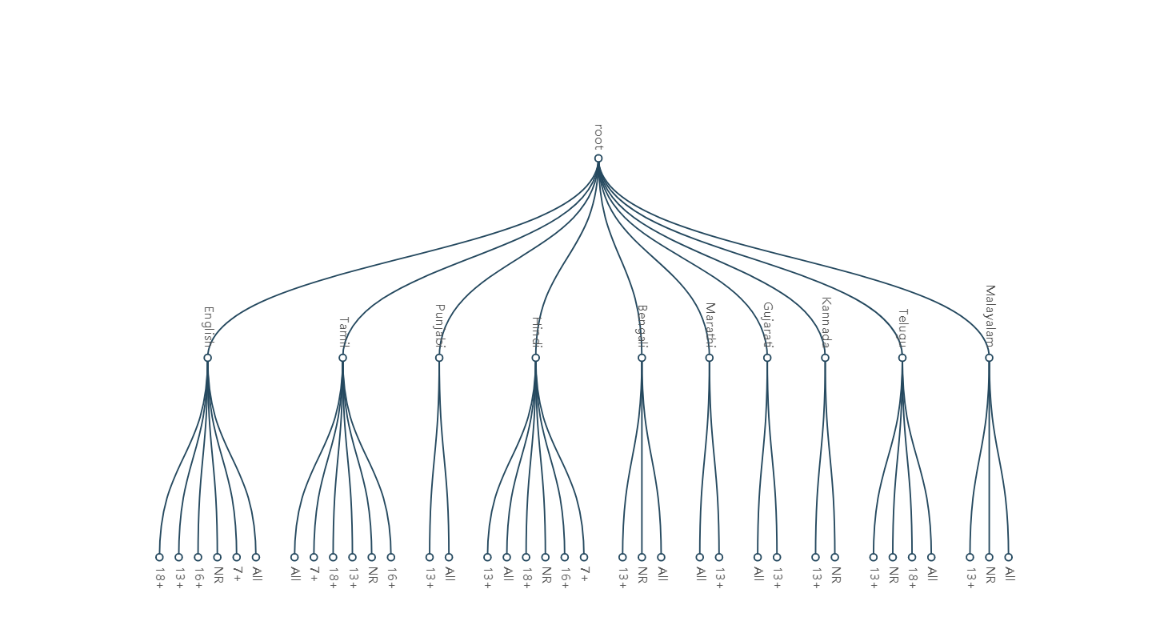 root
English
Tamil
Punjabi
Hindi
Bengali
Marathi
Gujarati
Kannada
Telugu
Malayalam
18+
13+
16+
NR
7+
All
All
7+
18+
13+
NR
16+
13+
All
13+
All
18+
NR
16+
7+
13+
NR
All
All
13+
All
13+
13+
NR
13+
NR
18+
All
13+
NR
All